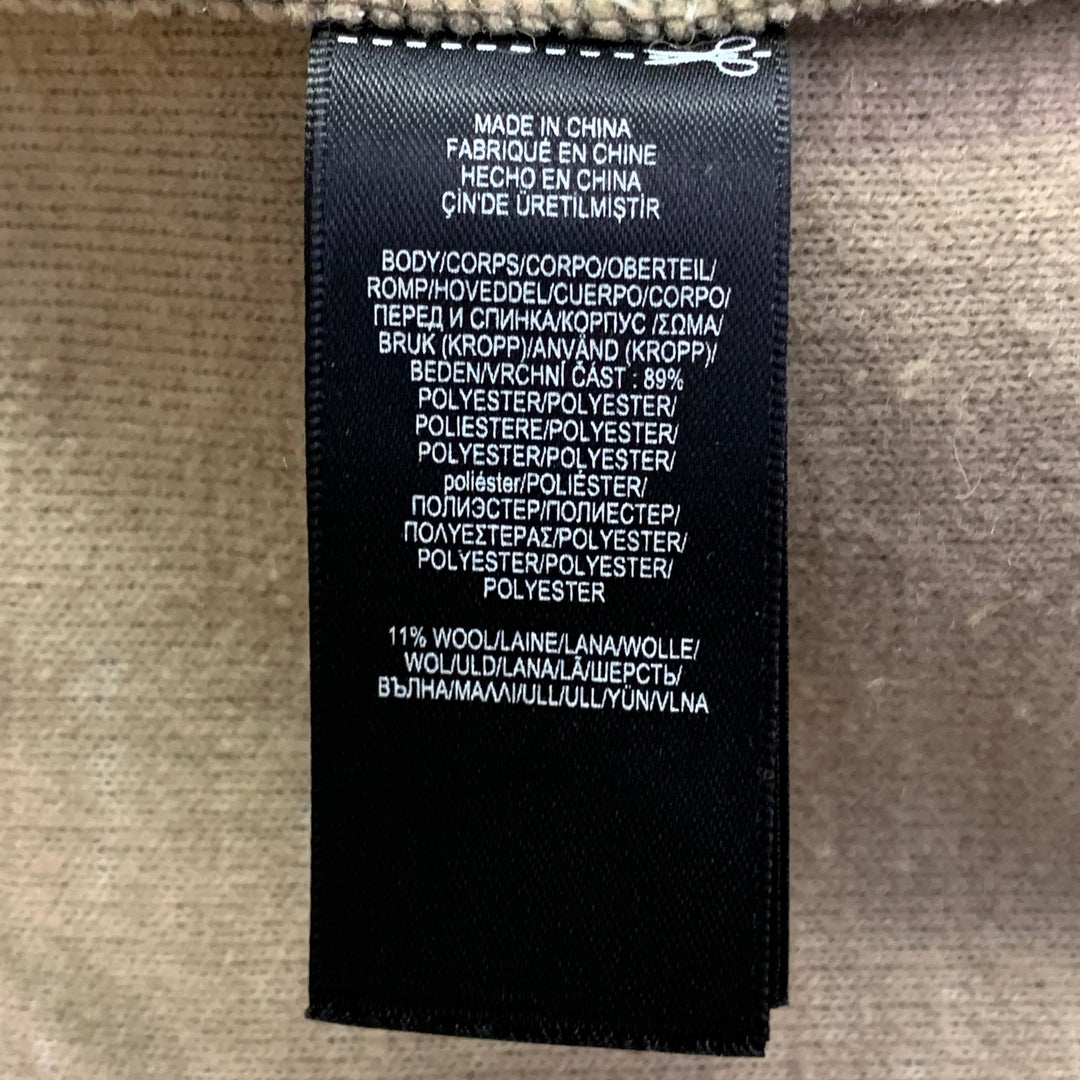 MADE IN CHINA
FABRIQUÉ EN CHINE
HECHO EN CHINA
ÇİN'DE ÜRETİLMİŞTİR
BODY/CORPS/CORPO/OBERTEIL/
ROMP/HOVEDDEL/CUERPO/CORPO/
ПЕРЕД И СПИНКА/КОРПУС /ΣΩΜΑ/
BRUK (KROPP)/ANVÄND (KROPP)/
BEDEN/VRCHNÍ ČÁST : 89%
POLYESTER/POLYESTER/
POLIESTERE/POLYESTER/
POLYESTER/POLYESTER/
poliéster/POLIÉSTER/
ПОЛИЭСТЕР/ПОЛИЕСТЕР/
ΠΟΛΥΕΣΤΕΡΑΣ/POLYESTER/
POLYESTER/POLYESTER/
POLYESTER
11% WOOL/LAINE/LANA/WOLLE/
WOL/ULD/LANA/LÃ/ШЕРСТЬ/
ВЪЛНА/ΜΑΛΛΙ/ULL/ULL/YÜN/VLNA